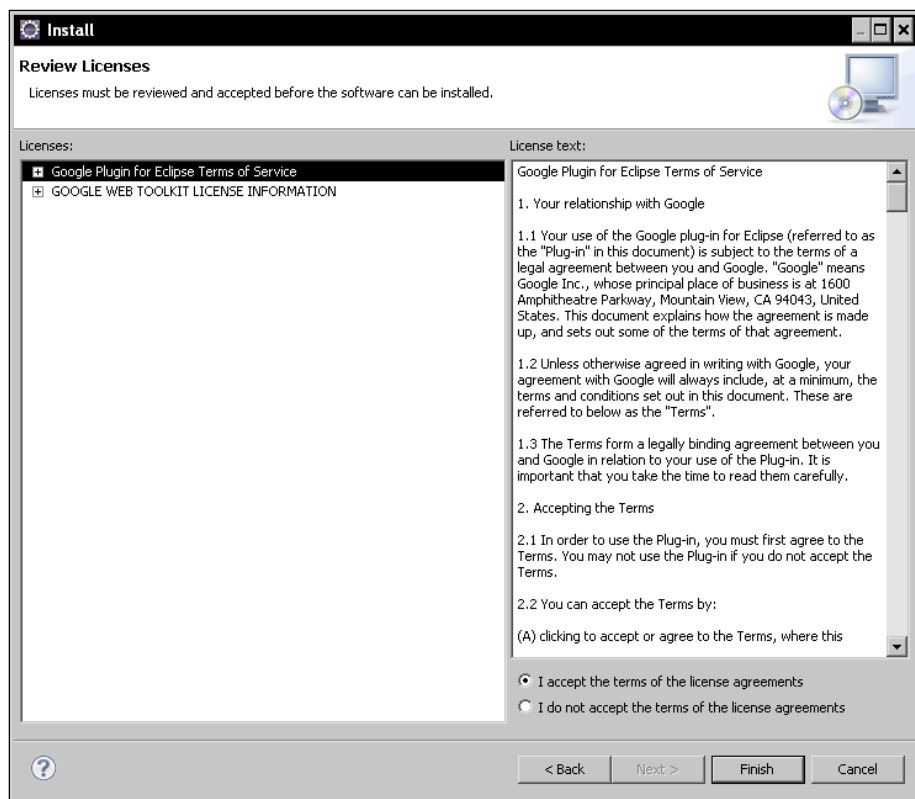 Install
Review Licenses
Licenses must be reviewed and accepted before the software can be installed.
Licenses:
Google Plugin for Eclipse Terms of Service
GOOGLE WEB TOOLKIT LICENSE INFORMATION
License text:
Google Plugin for Eclipse Terms of Service
1. Your relationship with Google
1.1 Your use of the Google plug-in for Eclipse (referred to as
the "Plug-in" in this document) is subject to the terms of a
legal agreement between you and Google. "Google" means
Google Inc., whose principal place of business is at 1600
Amphitheatre Parkway, Mountain View, CA 94043, United
States. This document explains how the agreement is made
up, and sets out some of the terms of that agreement.
1.2 Unless otherwise agreed in writing with Google, your
agreement with Google will always include, at a minimum, the
terms and conditions set out in this document. These are
referred to below as the "Terms".
1.3 The Terms form a legally binding agreement between you
and Google in relation to your use of the Plug-in. It is
important that you take the time to read them carefully.
2. Accepting the Terms
2.1 In order to use the Plug-in, you must first agree to the
Terms. You may not use the Plug-in if you do not accept the
Terms.
2.2 You can accept the Terms by:
(A) clicking to accept or agree to the Terms, where this
I accept the terms of the license agreements
I do not accept the terms of the license agreements
?
< Back
Next >
Finish
Cancel